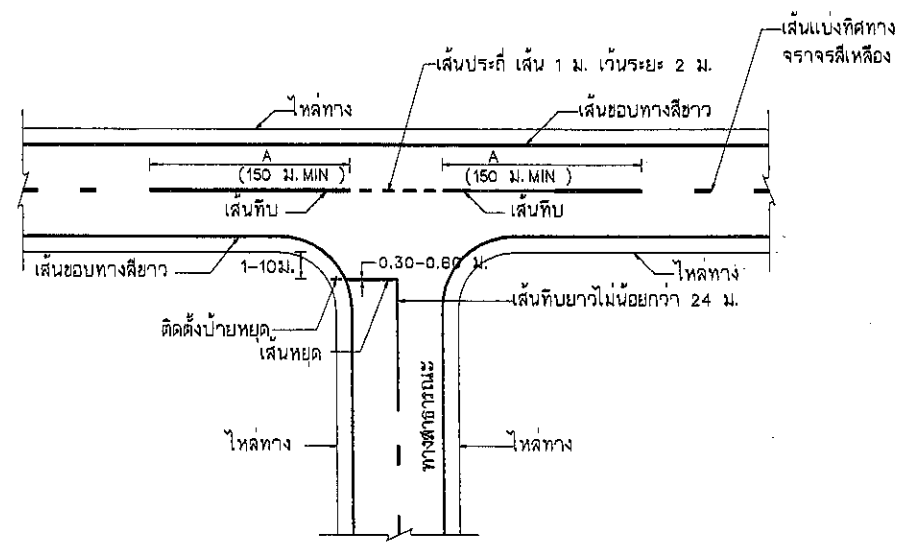 เส้นแบ่งทิศทาง
จราจรสีเหลือง
เส้นประถี่ เส้น 1 ม. เว้นระยะ 2 ม.
ไหล่ทาง
เส้นขอบทางสีขาว
A
(150 ม. MIN )
A
(150 ม. MIN )
เส้นทึบ
เส้นทึบ
เส้นขอบทางสีขาว
1-10ม.
0.30-0.60 ม.
ไหล่ทาง
เส้นทึบยาวไม่น้อยกว่า 24 ม.
ติดตั้งป้ายหยุด
เส้นหยุด
ทางสาธารณะ
ไหล่ทาง
ไหล่ทาง